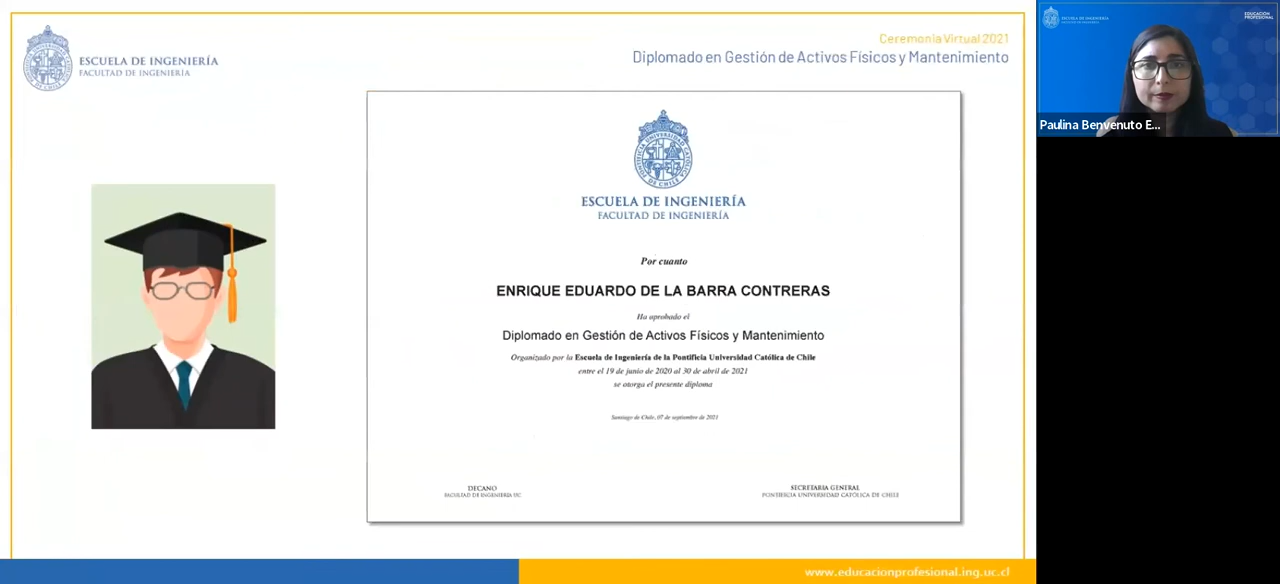 ESCUELA DE INGENIERÍA
FACULTAD DE INGENIERÍA
Ceremonia Virtual 2021
Diplomado en Gestión de Activos Físicos y Mantenimiento
ESCUELA DE INGENIERÍA
FACULTAD DE INGENIERÍA
Por cuanto
ENRIQUE EDUARDO DE LA BARRA CONTRERAS
Ha aprobado el
Diplomado en Gestión de Activos Físicos y Mantenimiento
Organizado por la Escuela de Ingeniería de la Pontificia Universidad Católica de Chile
entre el 19 de junio de 2020 al 30 de abril de 2021
se otorga el presente diploma
Santiago de Chile, 07 de septiembre de 2021
DECANO
FACULTAD DE INGENIERÍA UC
SECRETARIA GENERAL
PONTIFICIA UNIVERSIDAD CATÓLICA DE CHILE
www.educacionprofesional.ing.uc.cl
ESCUELA DE INGENIERÍA
EDUCACIÓN
PROFESIONAL
Paulina Benvenuto E...